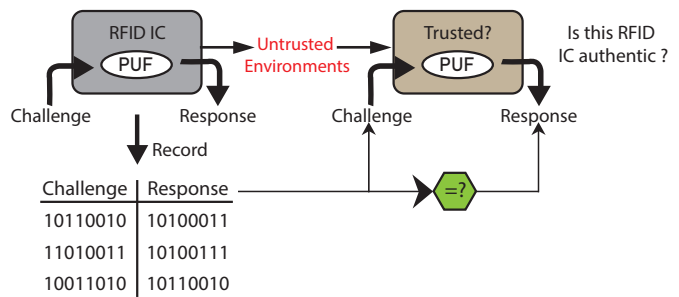 RFID IC
PUF
Challenge
Response
Untrusted
Environments
Trusted?
PUF
Challenge
Response
Is this RFID
IC authentic ?
Record
Challenge Response
10110010 10100011
11010011 10100111
10011010 10110010
=?